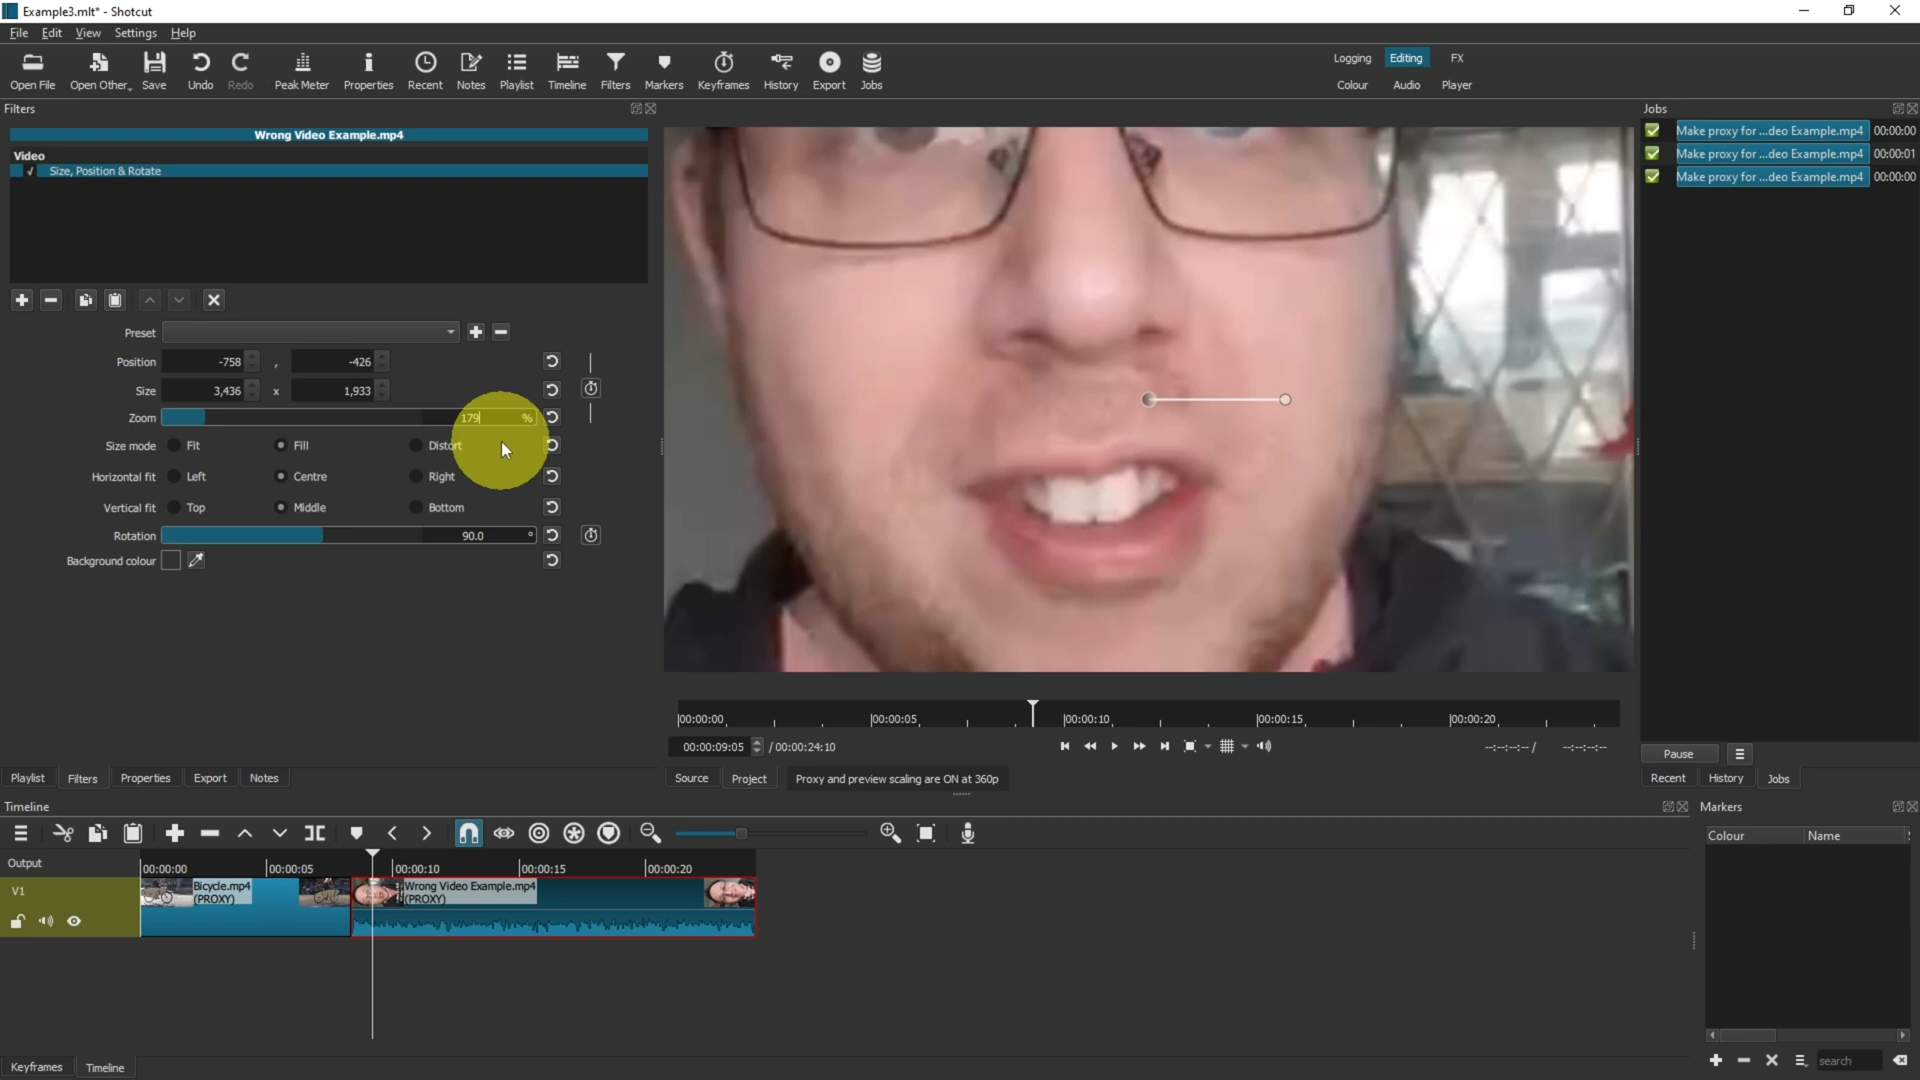 Example3.mlt* - Shotcut
File Edit View Settings Help
Open File Open Other Save Undo Redo Peak Meter Properties Recent Notes Playlist Timeline Filters Markers Keyframes History Export Jobs
Logging Editing FX
Colour Audio Player
Filters
Wrong Video Example.mp4
Video
✓ Size, Position & Rotate
Preset
Position -758 , -426
Size 3,436 x 1,933
Zoom 179 %
Size mode Fit Fill Distort
Horizontal fit Left Centre Right
Vertical fit Top Middle Bottom
Rotation 90.0 °
Background colour
Playlist Filters Properties Export Notes
00:00:00 00:00:05 00:00:10 00:00:15 00:00:20
00:00:09:05 / 00:00:24:10
--:--:--:-- / --:--:--:--
Source Project Proxy and preview scaling are ON at 360p
Jobs
Make proxy for ...deo Example.mp4 00:00:00
Make proxy for ...deo Example.mp4 00:00:01
Make proxy for ...deo Example.mp4 00:00:00
Pause
Recent History Jobs
Timeline
Output
00:00:00 00:00:05 00:00:10 00:00:15 00:00:20
V1
Bicycle.mp4
(PROXY)
Wrong Video Example.mp4
(PROXY)
Keyframes Timeline
Markers
Colour Name
search